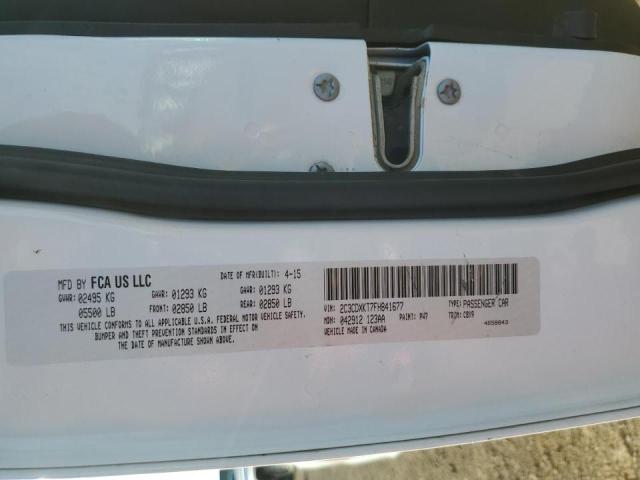 MFD BY FCA US LLC DATE OF MFR(BUILT): 4-15
GVWR: 02495 KG GAWR: 01293 KG GAWR: 01293 KG
05500 LB FRONT: 02850 LB REAR: 02850 LB
THIS VEHICLE CONFORMS TO ALL APPLICABLE U.S.A. FEDERAL MOTOR VEHICLE SAFETY,
BUMPER AND THEFT PREVENTION STANDARDS IN EFFECT ON
THE DATE OF MANUFACTURE SHOWN ABOVE.
VIN: 2C3CDXKT7FH841677 TYPE: PASSENGER CAR
MDH: 042912 123AA PAINT: PW7 TRIM: CBX9
VEHICLE MADE IN CANADA 4658843